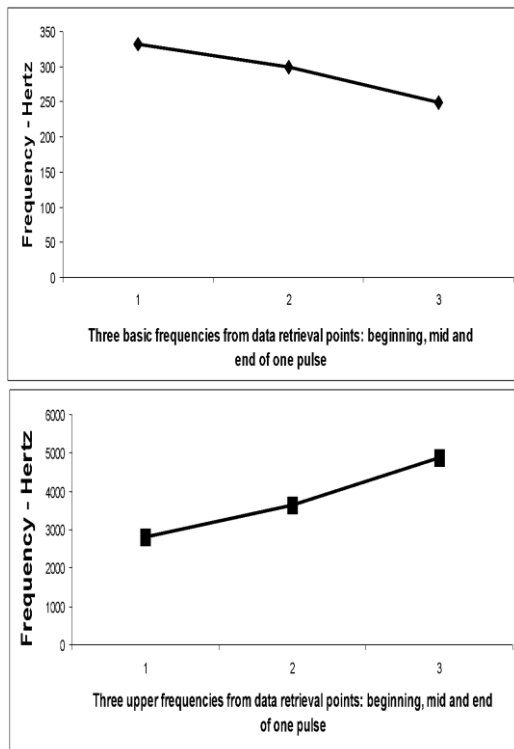 Frequency - Hertz
350
300
250
200
150
100
50
0
1 2 3
Three basic frequencies from data retrieval points: beginning, mid and
end of one pulse
Frequency - Hertz
6000
5000
4000
3000
2000
1000
0
1 2 3
Three upper frequencies from data retrieval points: beginning, mid and end
of one pulse